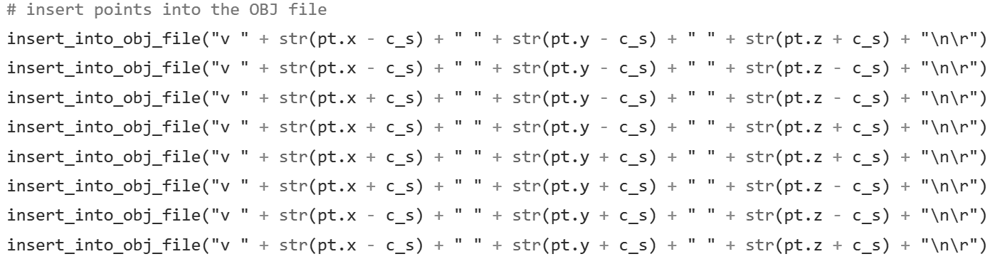 # insert points into the OBJ file
insert_into_obj_file("v " + str(pt.x - c_s) + " " + str(pt.y - c_s) + " " + str(pt.z + c_s) + "\n\r")
insert_into_obj_file("v " + str(pt.x - c_s) + " " + str(pt.y - c_s) + " " + str(pt.z - c_s) + "\n\r")
insert_into_obj_file("v " + str(pt.x + c_s) + " " + str(pt.y - c_s) + " " + str(pt.z - c_s) + "\n\r")
insert_into_obj_file("v " + str(pt.x + c_s) + " " + str(pt.y - c_s) + " " + str(pt.z + c_s) + "\n\r")
insert_into_obj_file("v " + str(pt.x + c_s) + " " + str(pt.y + c_s) + " " + str(pt.z + c_s) + "\n\r")
insert_into_obj_file("v " + str(pt.x + c_s) + " " + str(pt.y + c_s) + " " + str(pt.z - c_s) + "\n\r")
insert_into_obj_file("v " + str(pt.x - c_s) + " " + str(pt.y + c_s) + " " + str(pt.z - c_s) + "\n\r")
insert_into_obj_file("v " + str(pt.x - c_s) + " " + str(pt.y + c_s) + " " + str(pt.z + c_s) + "\n\r")